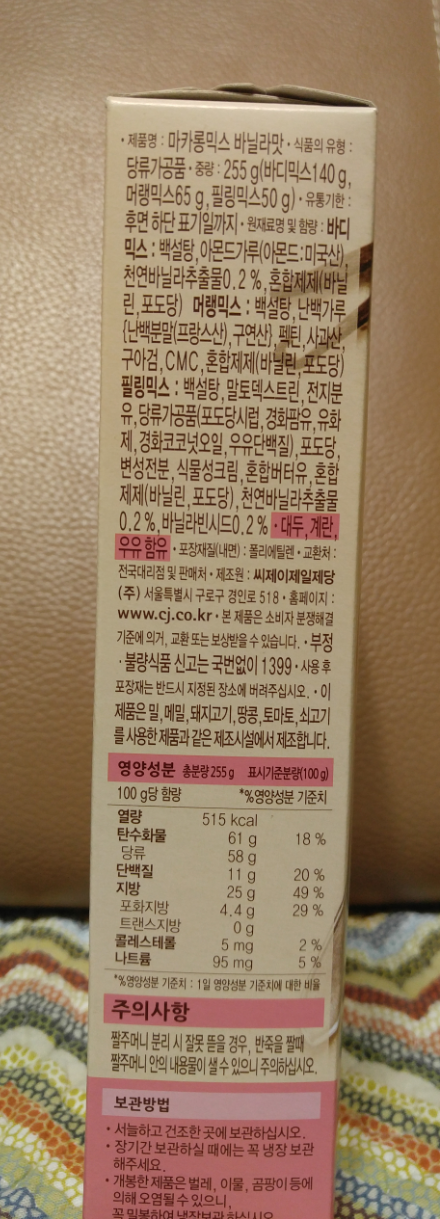 • 제품명 : 마카롱믹스 바닐라맛 • 식품의 유형 :
당류가공품 • 중량 : 255 g(바디믹스140 g,
머랭믹스65 g, 필링믹스50 g) • 유통기한 :
후면 하단 표기일까지 • 원재료명 및 함량 : 바디
믹스 : 백설탕, 아몬드가루(아몬드:미국산),
천연바닐라추출물0.2 %, 혼합제제(바닐
린, 포도당) 머랭믹스 : 백설탕, 난백가루
{난백분말(프랑스산), 구연산}, 펙틴, 사과산,
구아검, CMC, 혼합제제(바닐린, 포도당)
필링믹스 : 백설탕, 말토덱스트린, 전지분
유, 당류가공품(포도당시럽, 경화팜유, 유화
제, 경화코코넛오일, 우유단백질), 포도당,
변성전분, 식물성크림, 혼합버터유, 혼합
제제(바닐린, 포도당), 천연바닐라추출물
0.2 %, 바닐라빈시드0.2 % • 대두, 계란,
우유 함유 • 포장재질(내면) : 폴리에틸렌 • 교환처 :
전국대리점 및 판매처 • 제조원 : 씨제이제일제당
(주) 서울특별시 구로구 경인로 518 • 홈페이지 :
www.cj.co.kr • 본 제품은 소비자 분쟁해결
기준에 의거, 교환 또는 보상받을 수 있습니다. • 부정
• 불량식품 신고는 국번없이 1399 • 사용 후
포장재는 반드시 지정된 장소에 버려주십시오. • 이
제품은 밀, 메밀, 돼지고기, 땅콩, 토마토, 쇠고기
를 사용한 제품과 같은 제조시설에서 제조합니다.
영양성분 총분량 255 g 표시기준분량(100 g)
100 g당 함량 *%영양성분 기준치
열량 515 kcal
탄수화물 61 g 18 %
당류 58 g
단백질 11 g 20 %
지방 25 g 49 %
포화지방 4.4 g 29 %
트랜스지방 0 g
콜레스테롤 5 mg 2 %
나트륨 95 mg 5 %
*%영양성분 기준치 : 1일 영양성분 기준치에 대한 비율
주의사항
짤주머니 분리 시 잘못 뜯을 경우, 반죽을 짤때
짤주머니 안의 내용물이 샐 수 있으니 주의하십시오.
보관방법
• 서늘하고 건조한 곳에 보관하십시오.
• 장기간 보관하실 때에는 꼭 냉장 보관
해주세요.
• 개봉한 제품은 벌레, 이물, 곰팡이 등에
의해 오염될 수 있으니,
꼭 밀봉하여 냉장보관 하십시오.